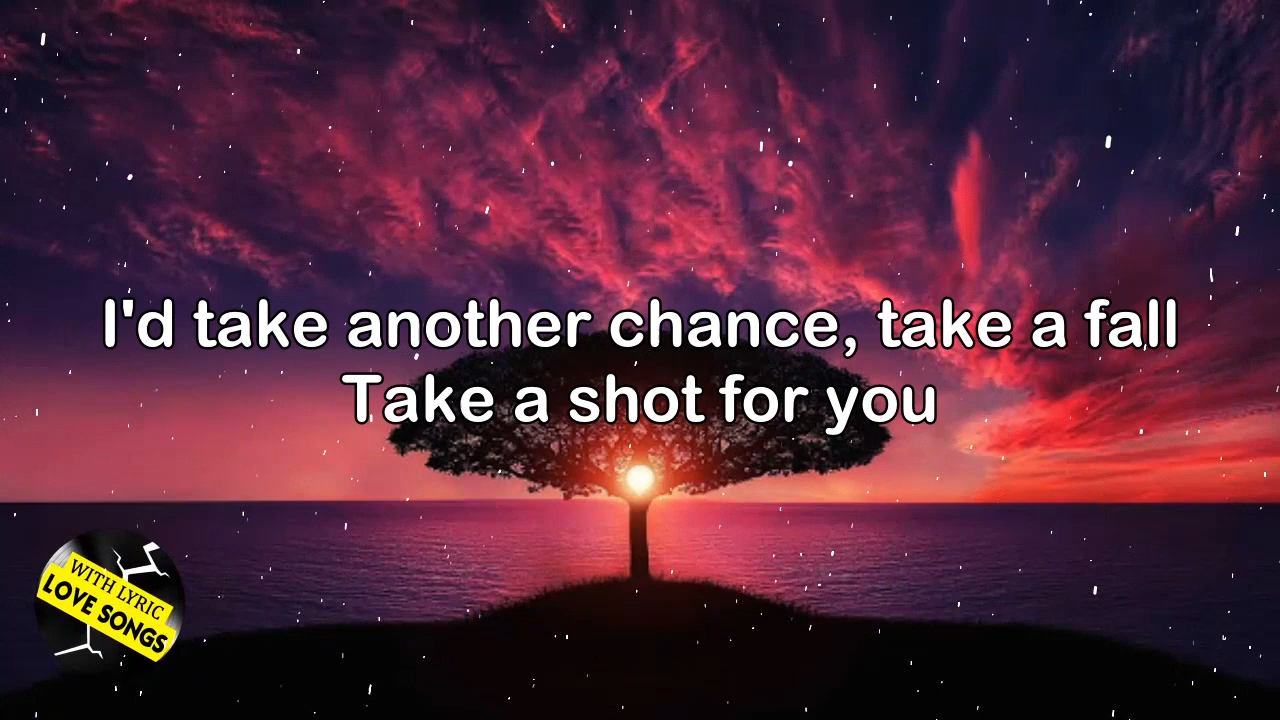 I'd take another chance, take a fall
Take a shot for you
WITH LYRIC
LOVE SONGS